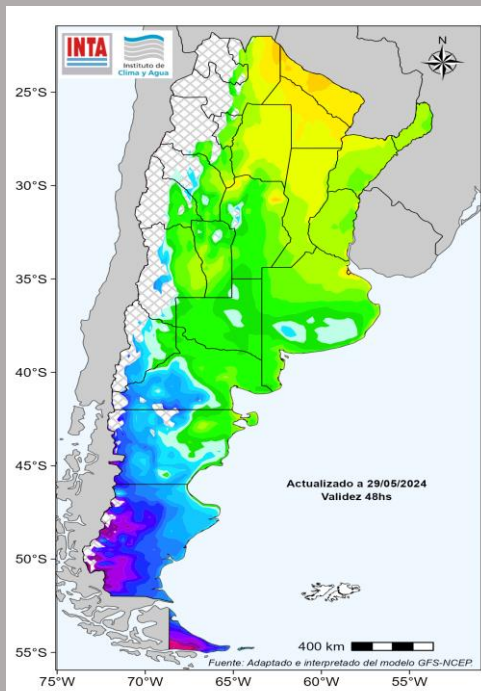 INTA
Instituto de
Clima y Agua
N
25°S
30°S
35°S
40°S
45°S
50°S
55°S
Actualizado a 29/05/2024
Validez 48hs
400 km
Fuente: Adaptado e interpretado del modelo GFS-NCEP.
75°W
70°W
65°W
60°W
55°W